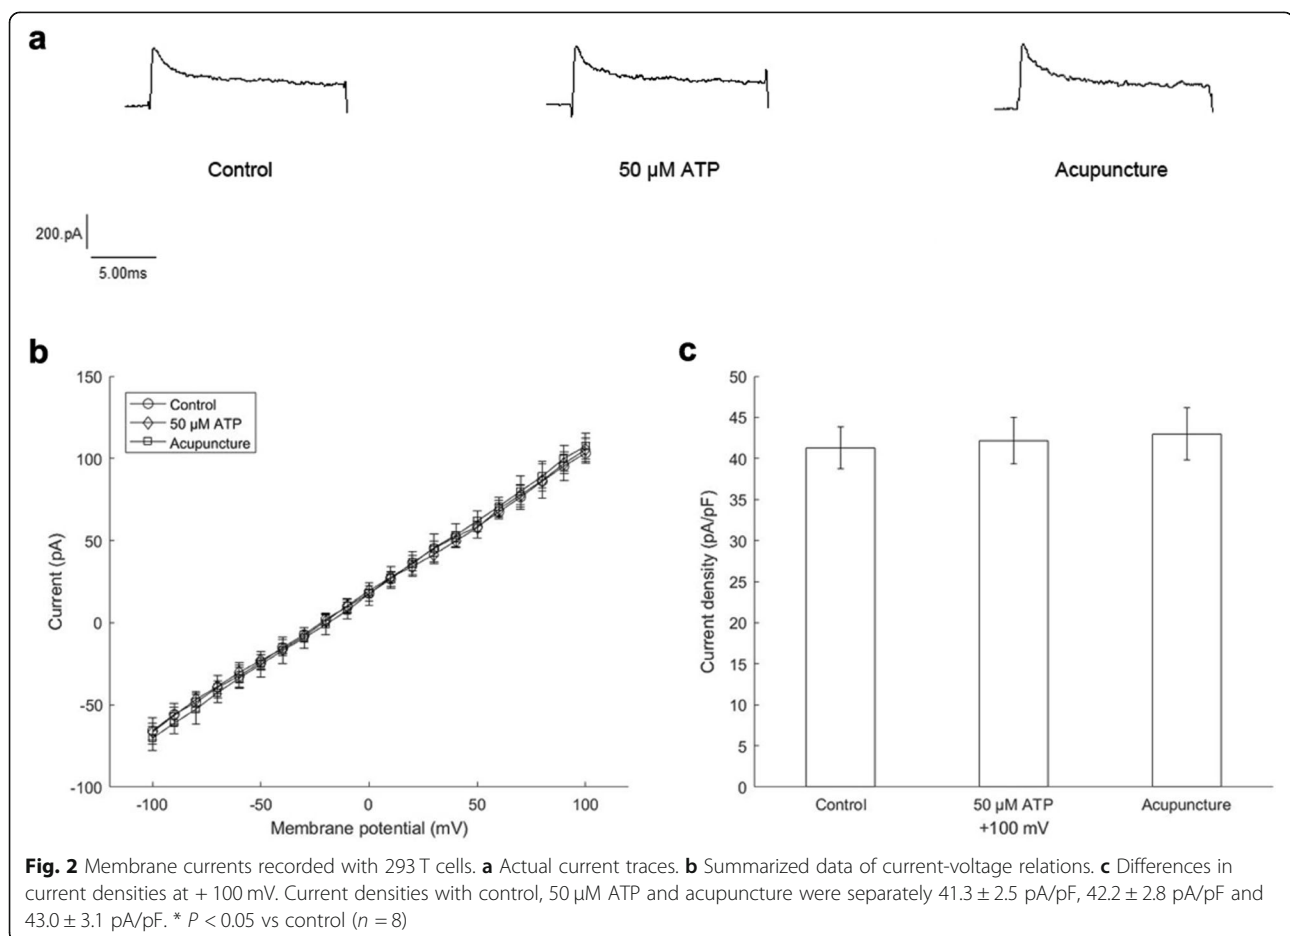 a
Control
50 µM ATP
Acupuncture
200.pA
5.00ms
b
150
100
50
0
-50
-100
Current (pA)
Control
50 µM ATP
Acupuncture
-100
-50
0
50
100
Membrane potential (mV)
c
50
45
40
35
30
25
20
15
10
5
0
Current density (pA/pF)
Control
50 µM ATP
Acupuncture
+100 mV
Fig. 2 Membrane currents recorded with 293 T cells. a Actual current traces. b Summarized data of current-voltage relations. c Differences in
current densities at + 100 mV. Current densities with control, 50 µM ATP and acupuncture were separately 41.3 ± 2.5 pA/pF, 42.2 ± 2.8 pA/pF and
43.0 ± 3.1 pA/pF. * P < 0.05 vs control (n = 8)